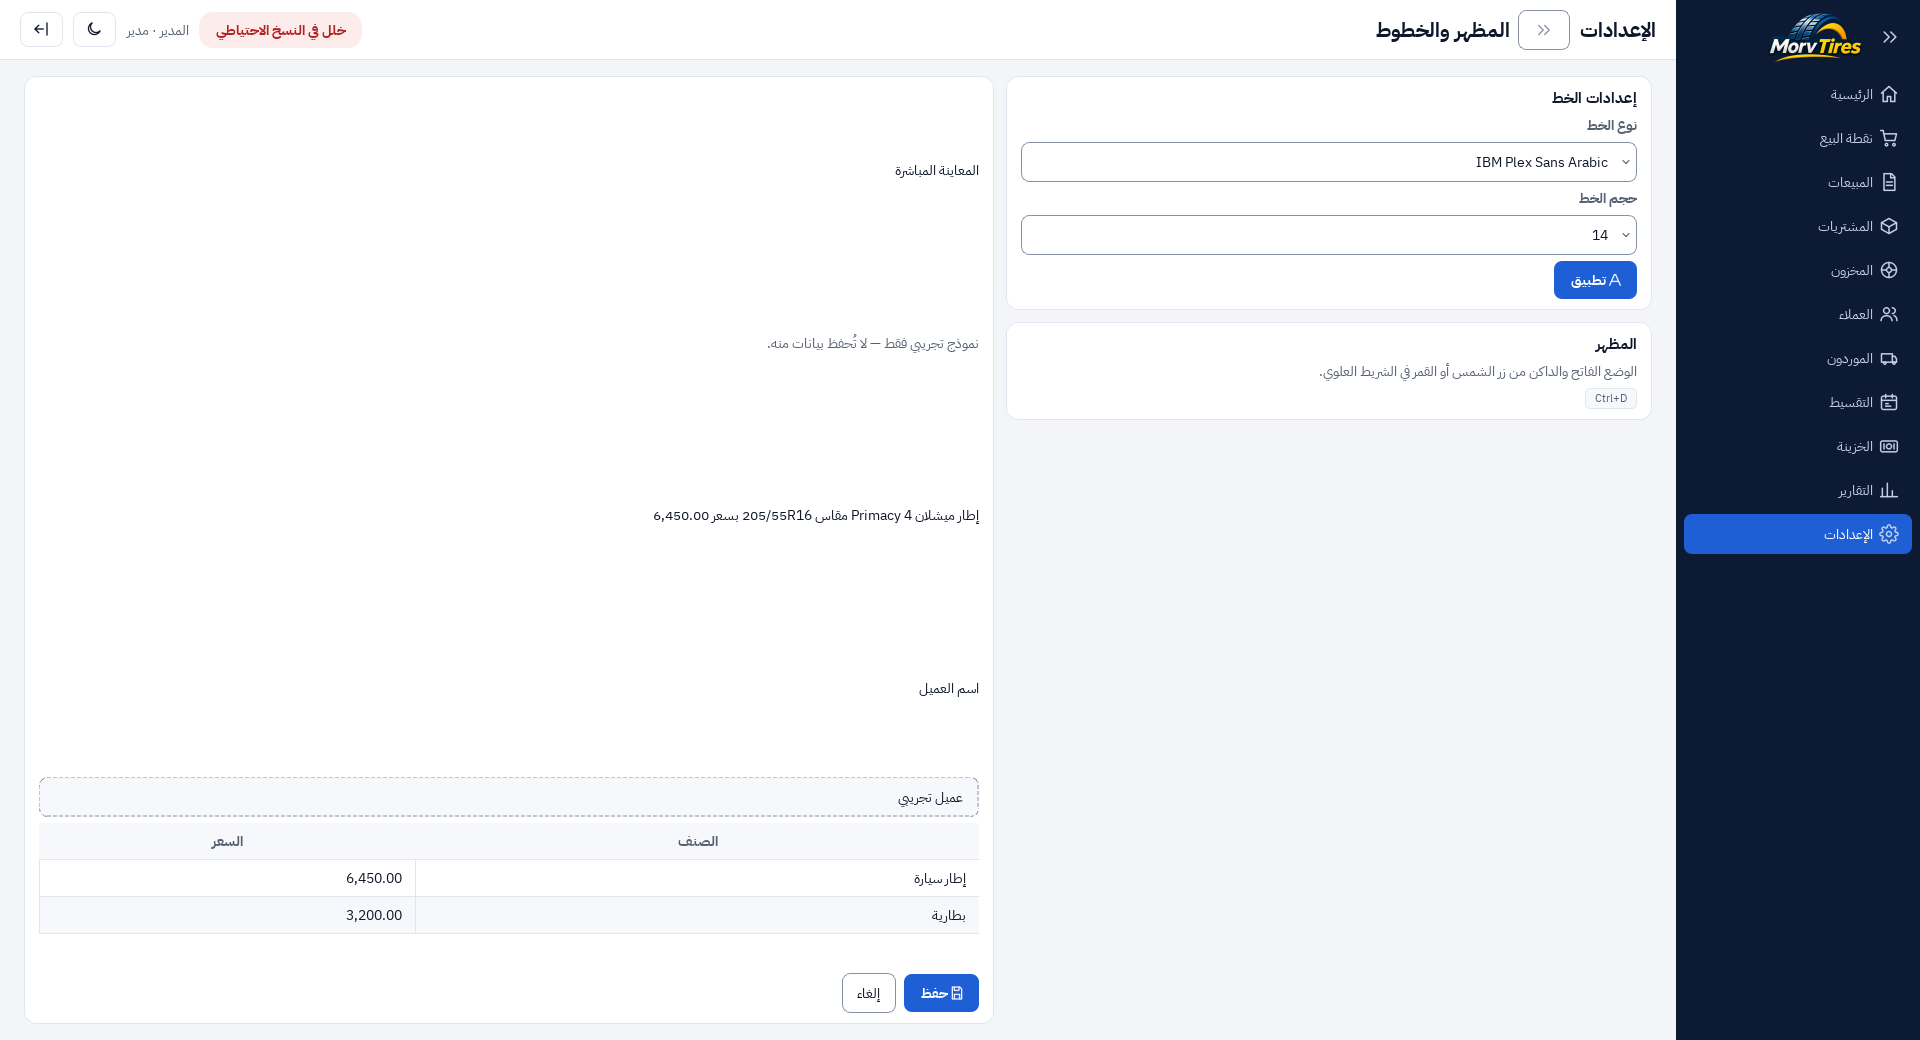 MorvTires
الرئيسية
نقطة البيع
المبيعات
المشتريات
المخزون
العملاء
الموردون
التقسيط
الخزينة
التقارير
الإعدادات
الإعدادات
المظهر والخطوط
خلل في النسخ الاحتياطي
المدير · مدير
إعدادات الخط
نوع الخط
IBM Plex Sans Arabic
حجم الخط
14
تطبيق
المظهر
الوضع الفاتح والداكن من زر الشمس أو القمر في الشريط العلوي.
Ctrl+D
المعاينة المباشرة
نموذج تجريبي فقط — لا تُحفظ بيانات منه.
إطار ميشلان Primacy 4 مقاس 205/55R16 بسعر 6,450.00
اسم العميل
عميل تجريبي
الصنف السعر
إطار سيارة 6,450.00
بطارية 3,200.00
حفظ
إلغاء